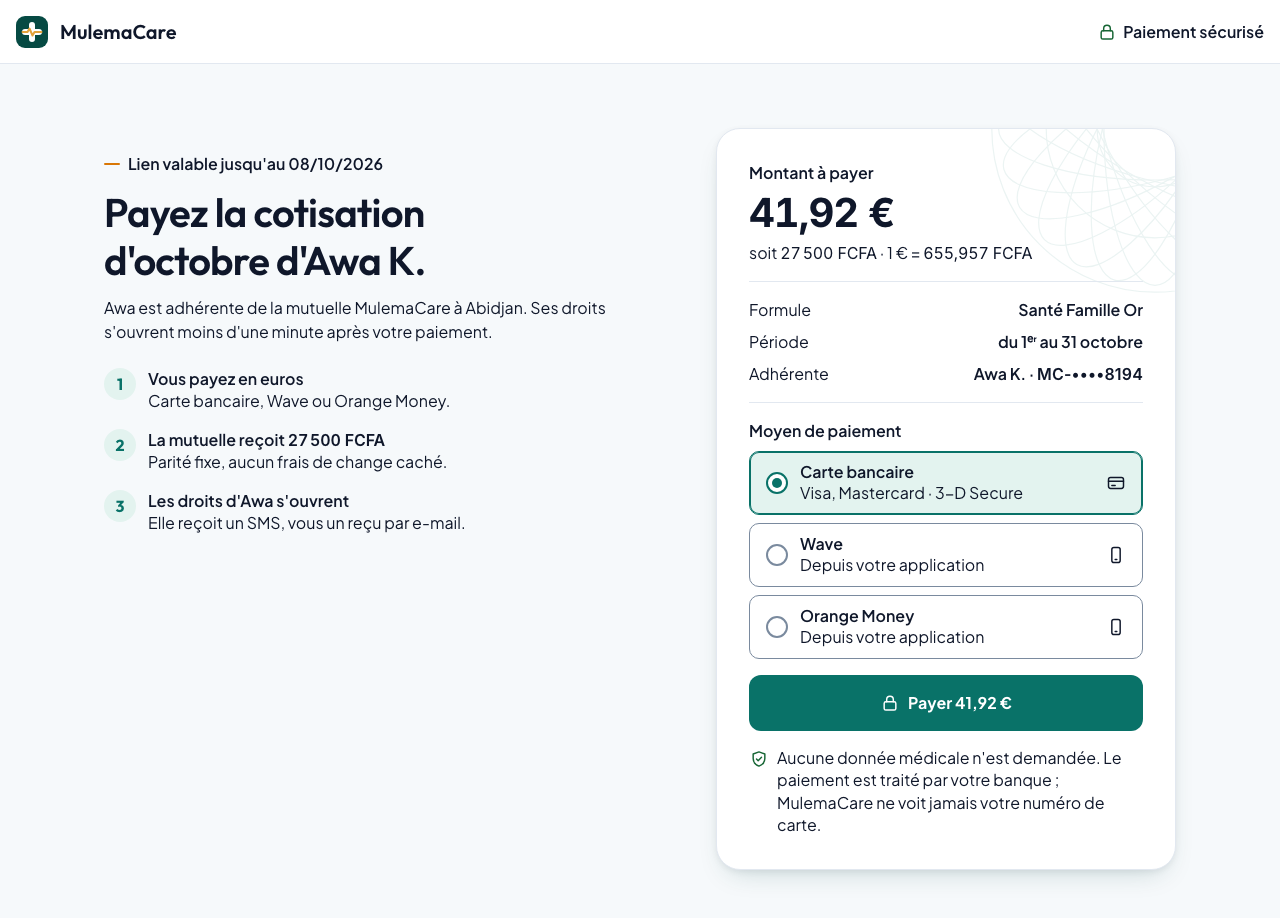 MulemaCare
Paiement sécurisé
Lien valable jusqu'au 08/10/2026
Payez la cotisation
d'octobre d'Awa K.
Awa est adhérente de la mutuelle MulemaCare à Abidjan. Ses droits
s'ouvrent moins d'une minute après votre paiement.
1
Vous payez en euros
Carte bancaire, Wave ou Orange Money.
2
La mutuelle reçoit 27 500 FCFA
Parité fixe, aucun frais de change caché.
3
Les droits d'Awa s'ouvrent
Elle reçoit un SMS, vous un reçu par e-mail.
Montant à payer
41,92 €
soit 27 500 FCFA · 1 € = 655,957 FCFA
Formule Santé Famille Or
Période du 1ᵉʳ au 31 octobre
Adhérente Awa K. · MC-••••8194
Moyen de paiement
Carte bancaire
Visa, Mastercard · 3-D Secure
Wave
Depuis votre application
Orange Money
Depuis votre application
Payer 41,92 €
Aucune donnée médicale n'est demandée. Le
paiement est traité par votre banque ;
MulemaCare ne voit jamais votre numéro de
carte.